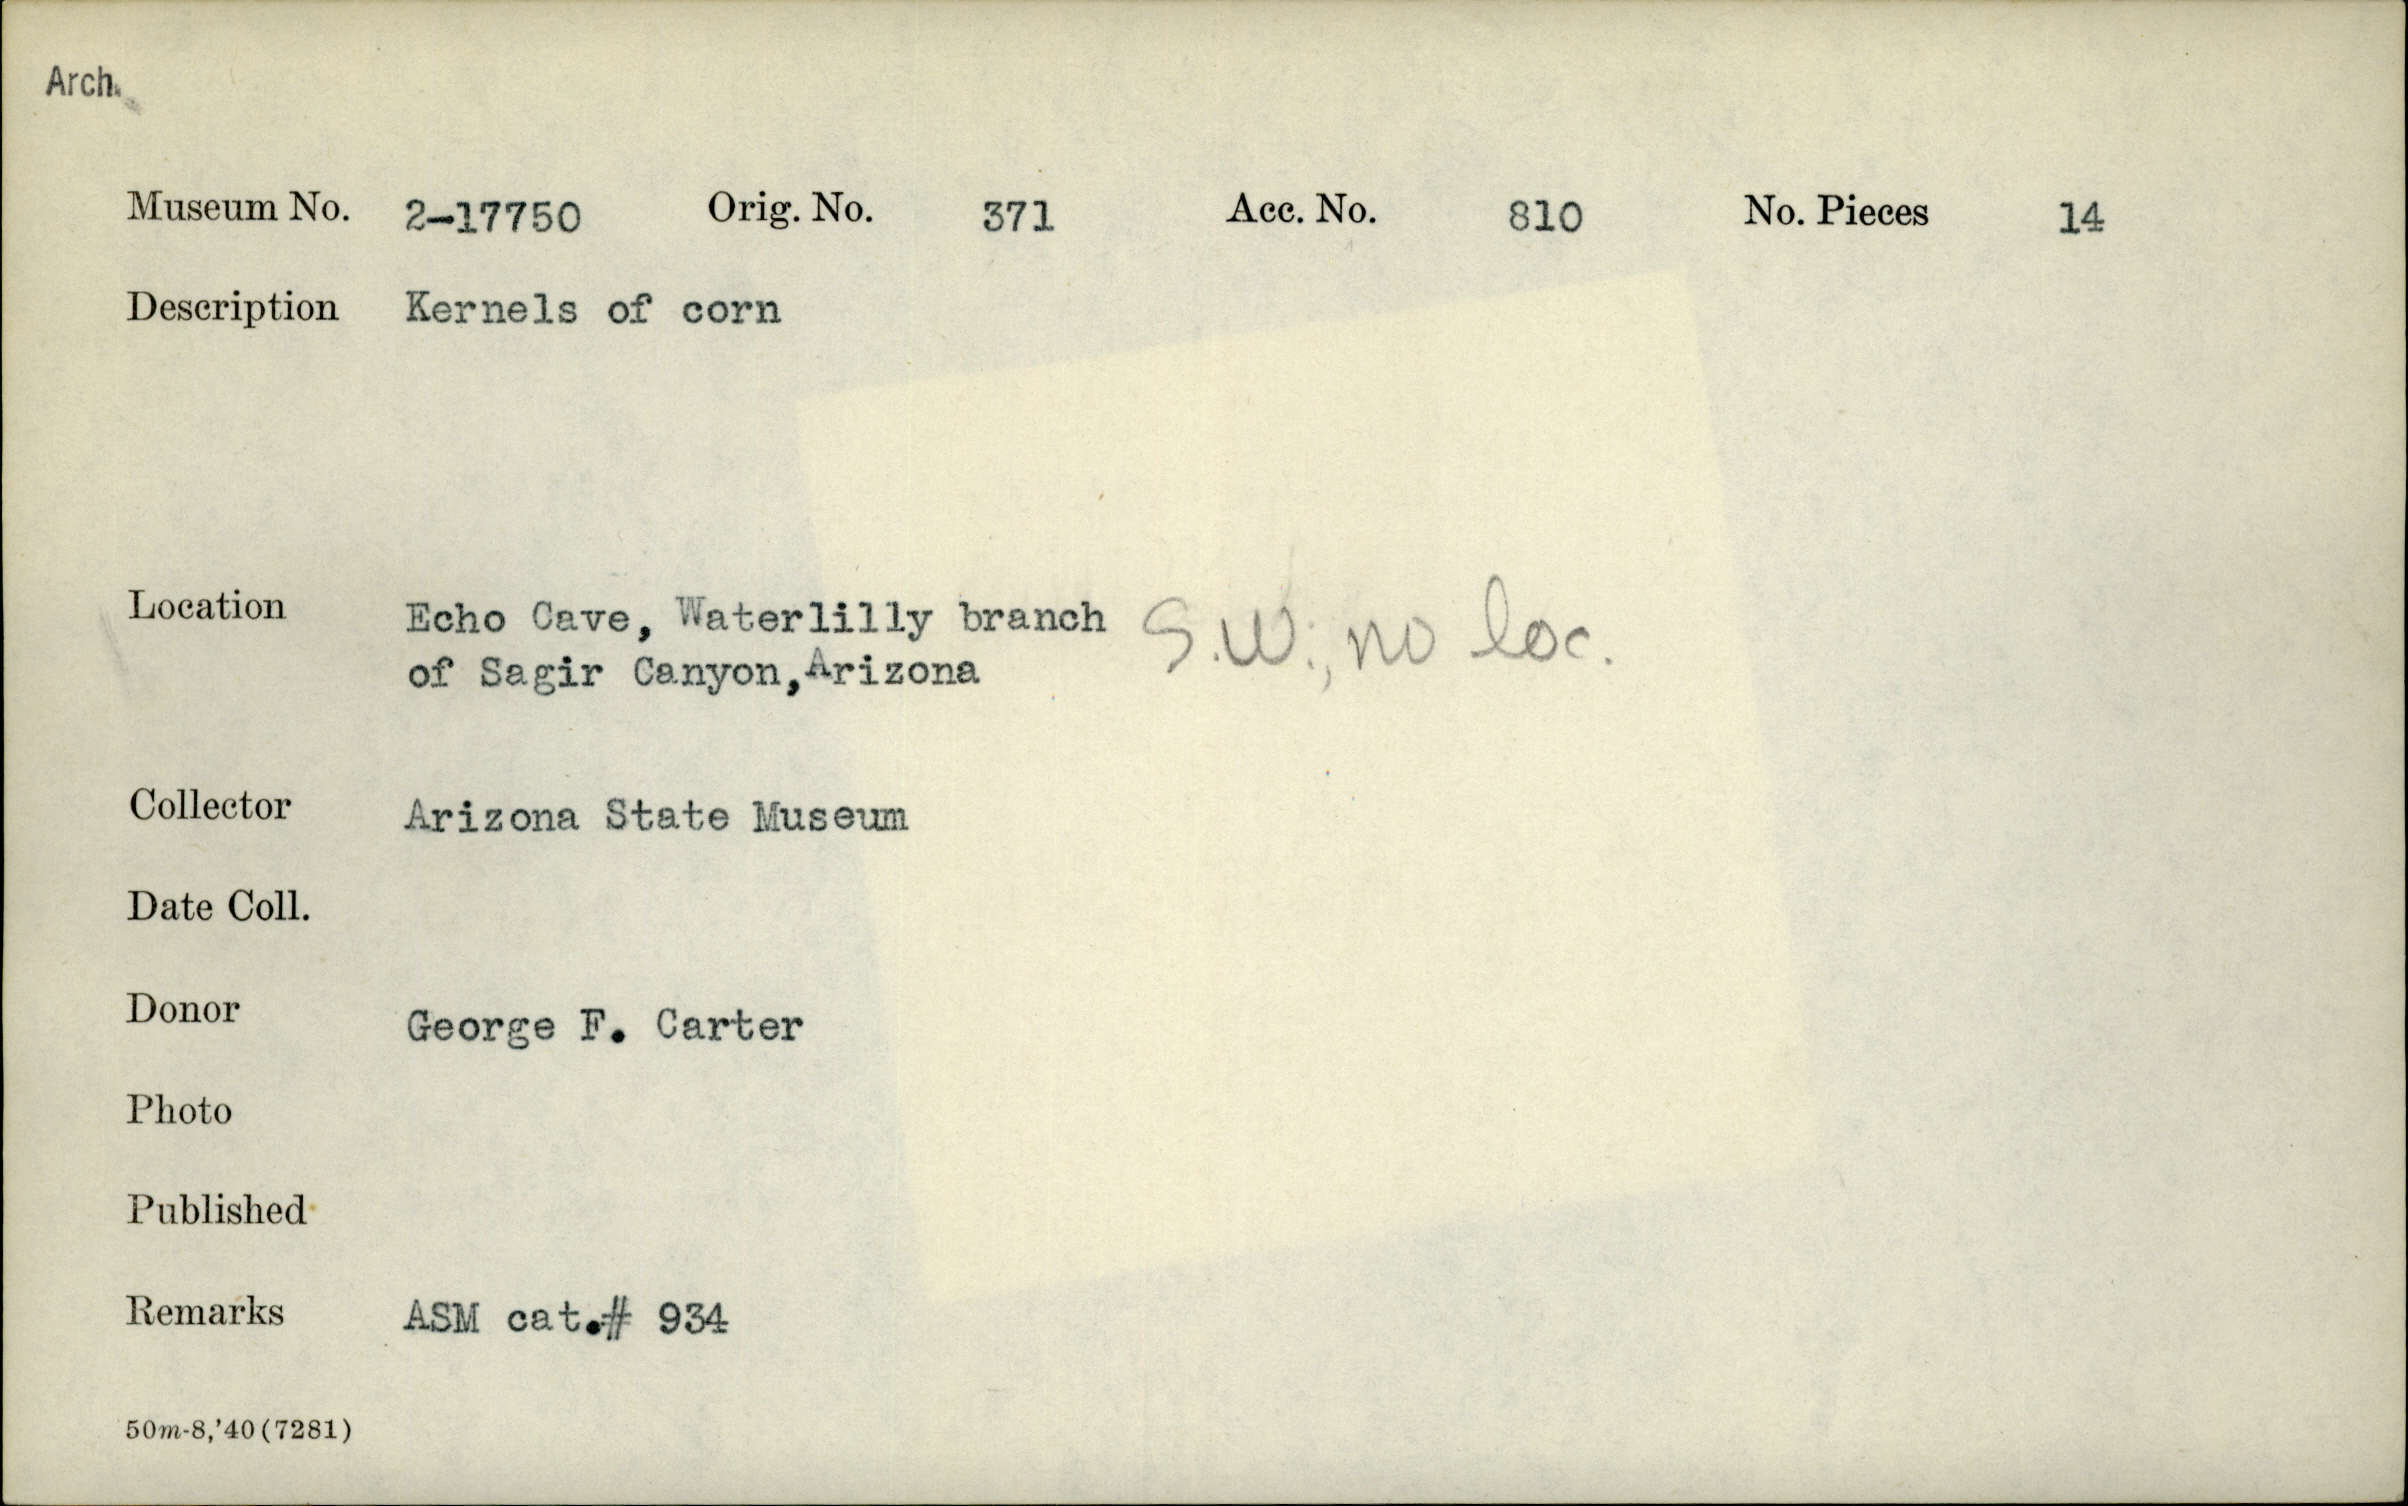 Arch.
Museum No. 2-17750 Orig. No. 371 Acc. No. 810 No. Pieces 14
Description Kernels of corn
Location Echo Cave, Waterlilly branch S.W., no loc.
of Sagir Canyon, Arizona
Collector Arizona State Museum
Date Coll.
Donor George F. Carter
Photo
Published
Remarks ASM cat.# 934
50m-8,'40(7281)